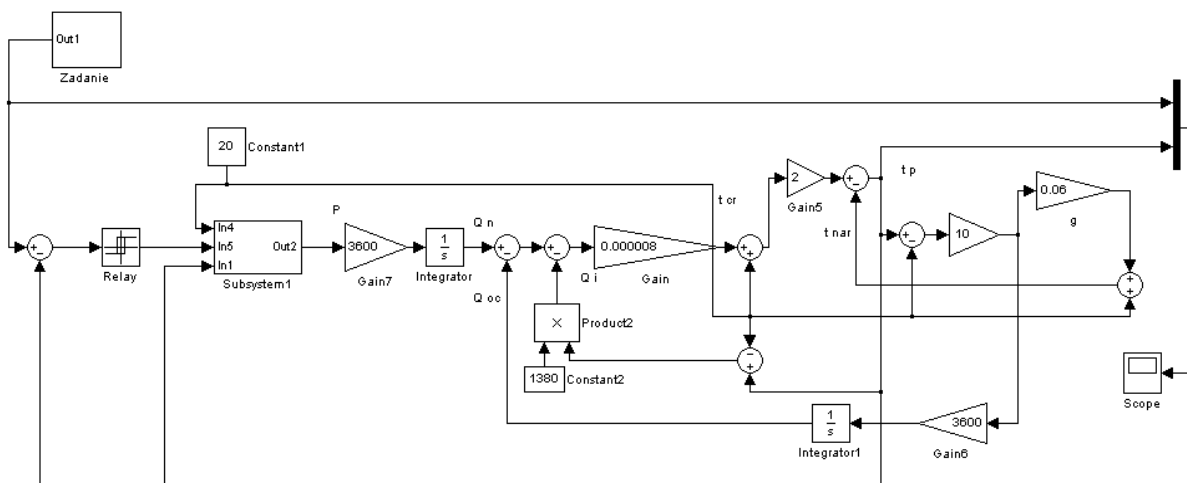 Out1
Zadanie
20
Constant1
2
Gain5
t p
0.06
g
t cr
P
In4
In5
In1
Out2
Subsystem1
Relay
3600
Gain7
1
s
Integrator
Q n
Q oc
Q i
0.000008
Gain
t nar
10
×
Product2
1380
Constant2
1
s
Integrator1
3600
Gain6
Scope